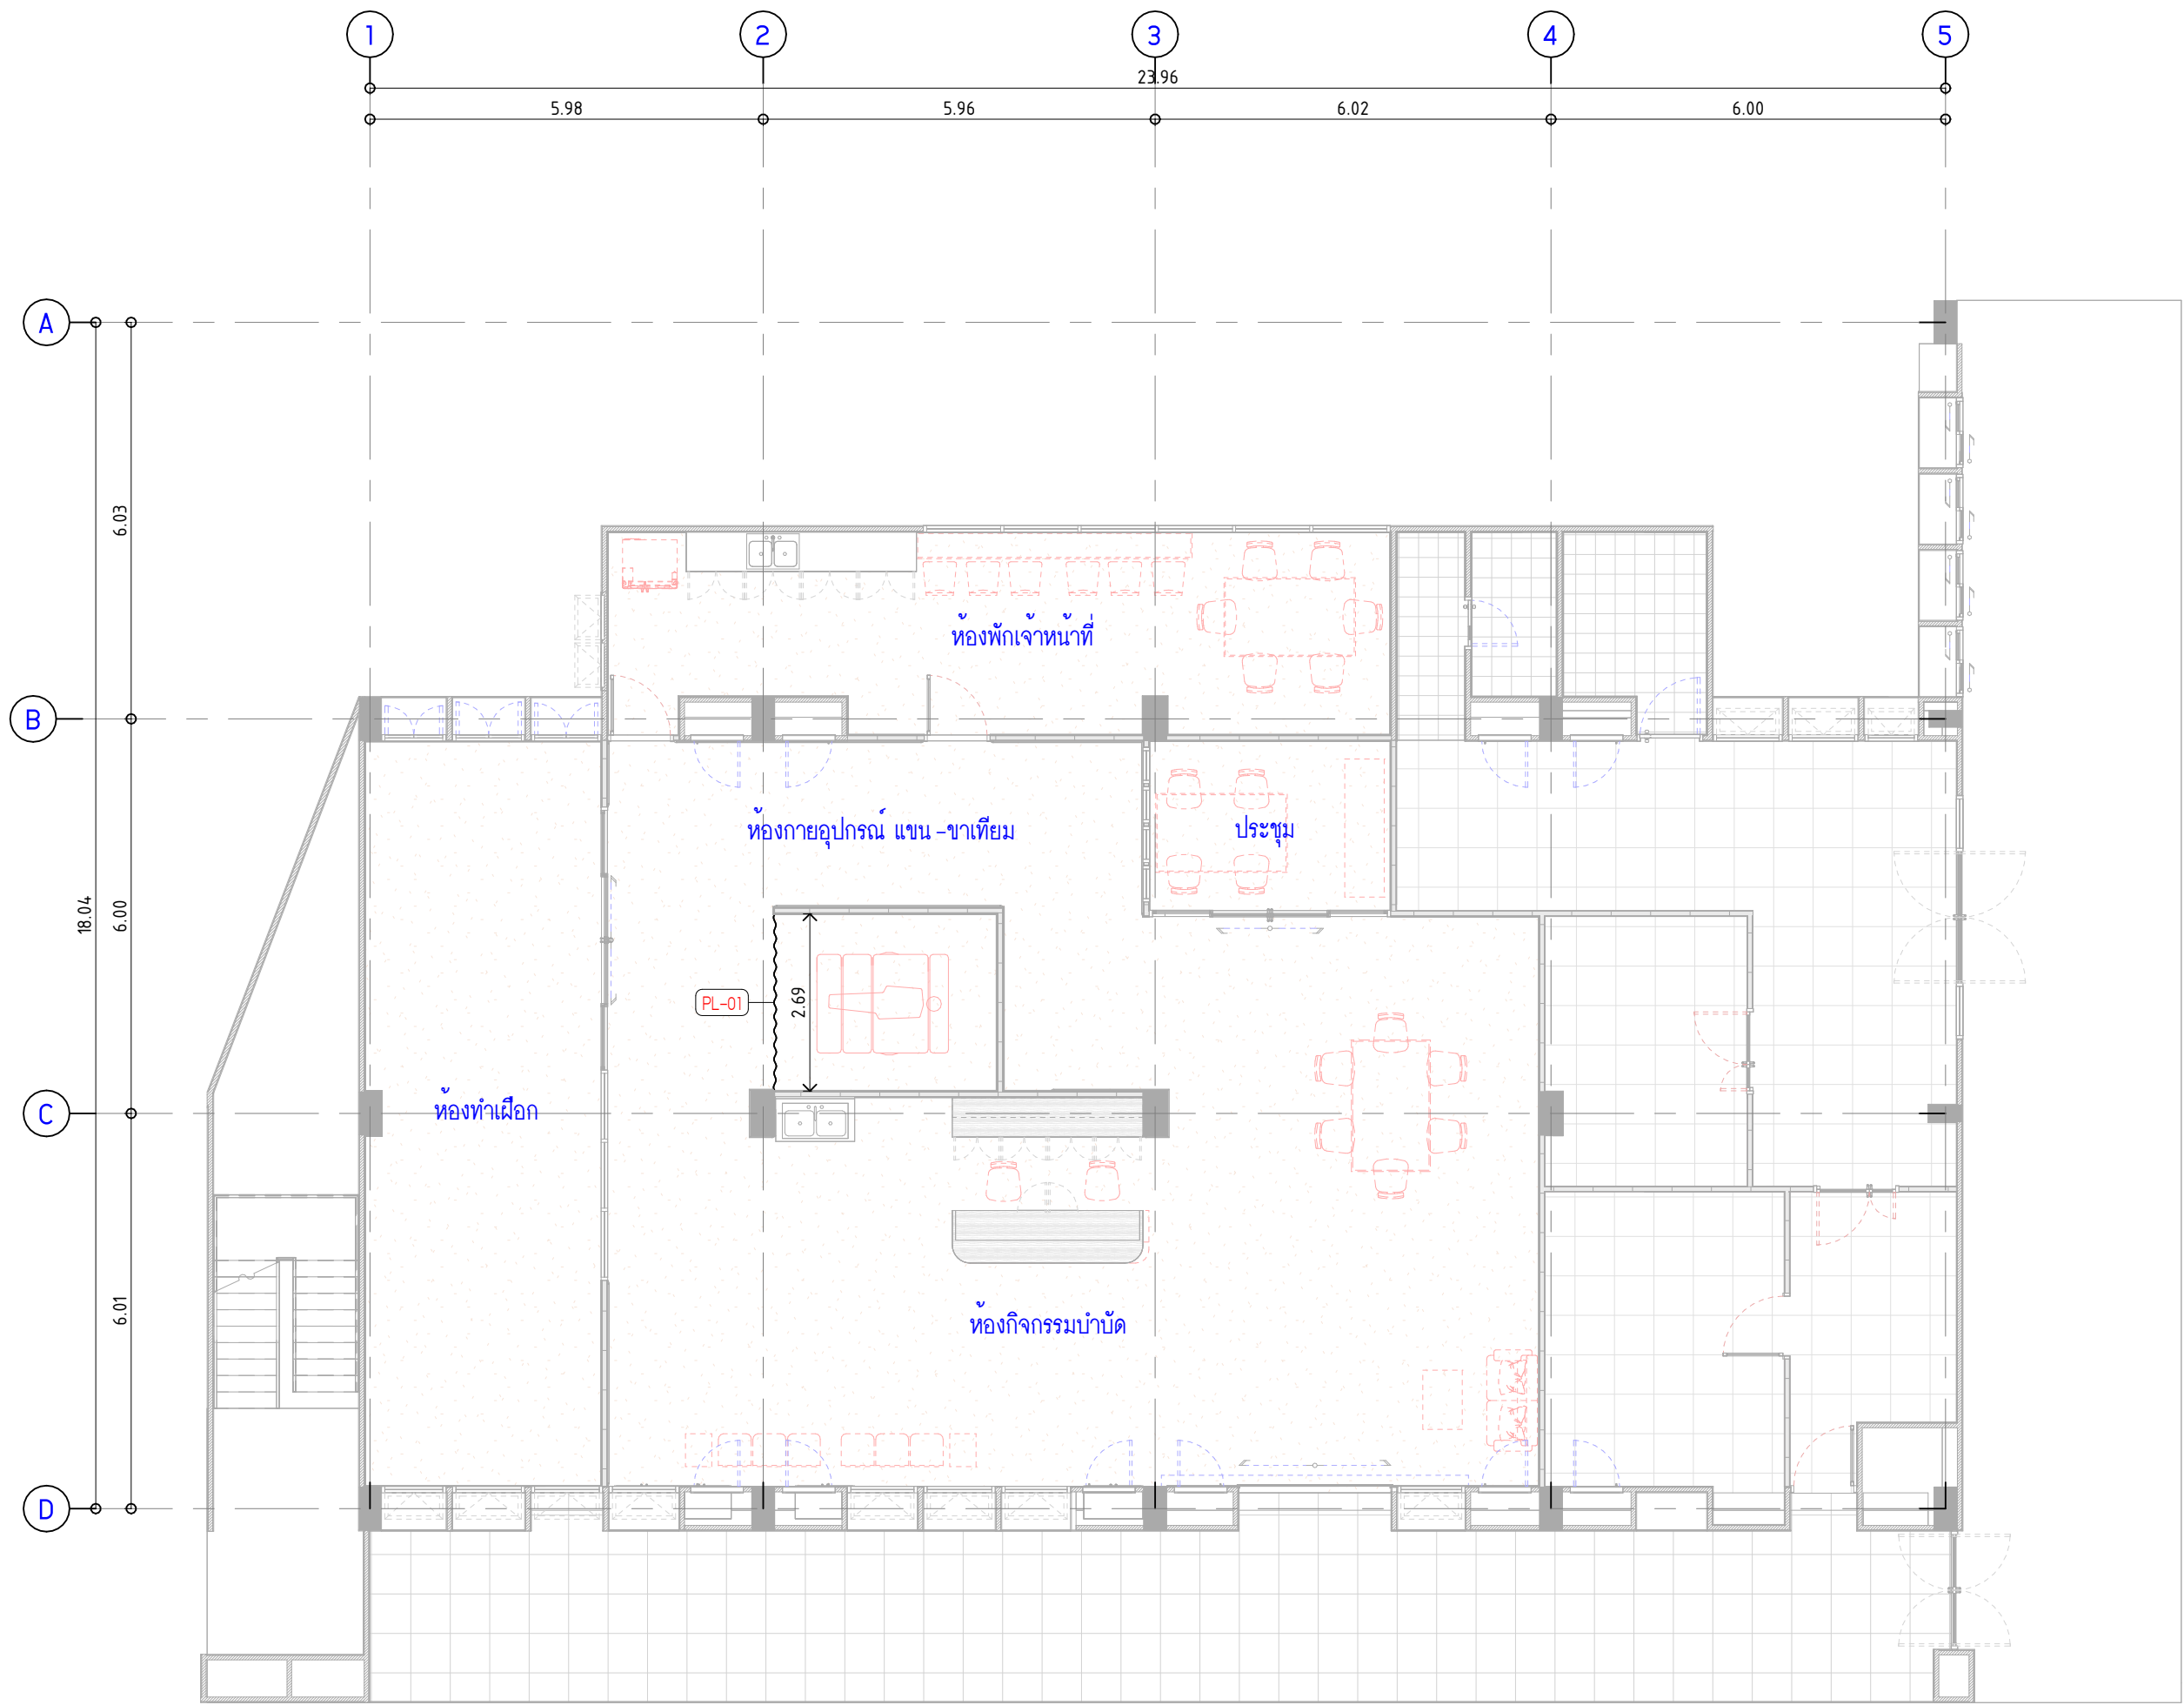 1 2 3 4 5
23.96
5.98 5.96 6.02 6.00
A
6.03
ห้องพักเจ้าหน้าที่
B
ห้องกายอุปกรณ์ แขน -ขาเทียม
ประชุม
18.04
6.00
PL-01
2.69
ห้องทำเฝือก
C
6.01
ห้องกิจกรรมบำบัด
D